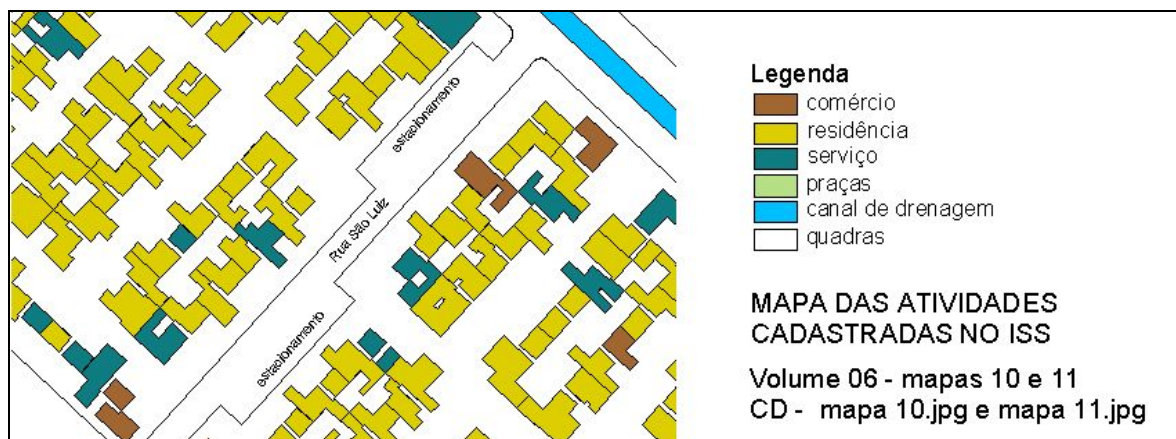 estacionamento
Rua São Luiz
estacionamento
Legenda
comércio
residência
serviço
praças
canal de drenagem
quadras
MAPA DAS ATIVIDADES
CADASTRADAS NO ISS
Volume 06 - mapas 10 e 11
CD - mapa 10.jpg e mapa 11.jpg